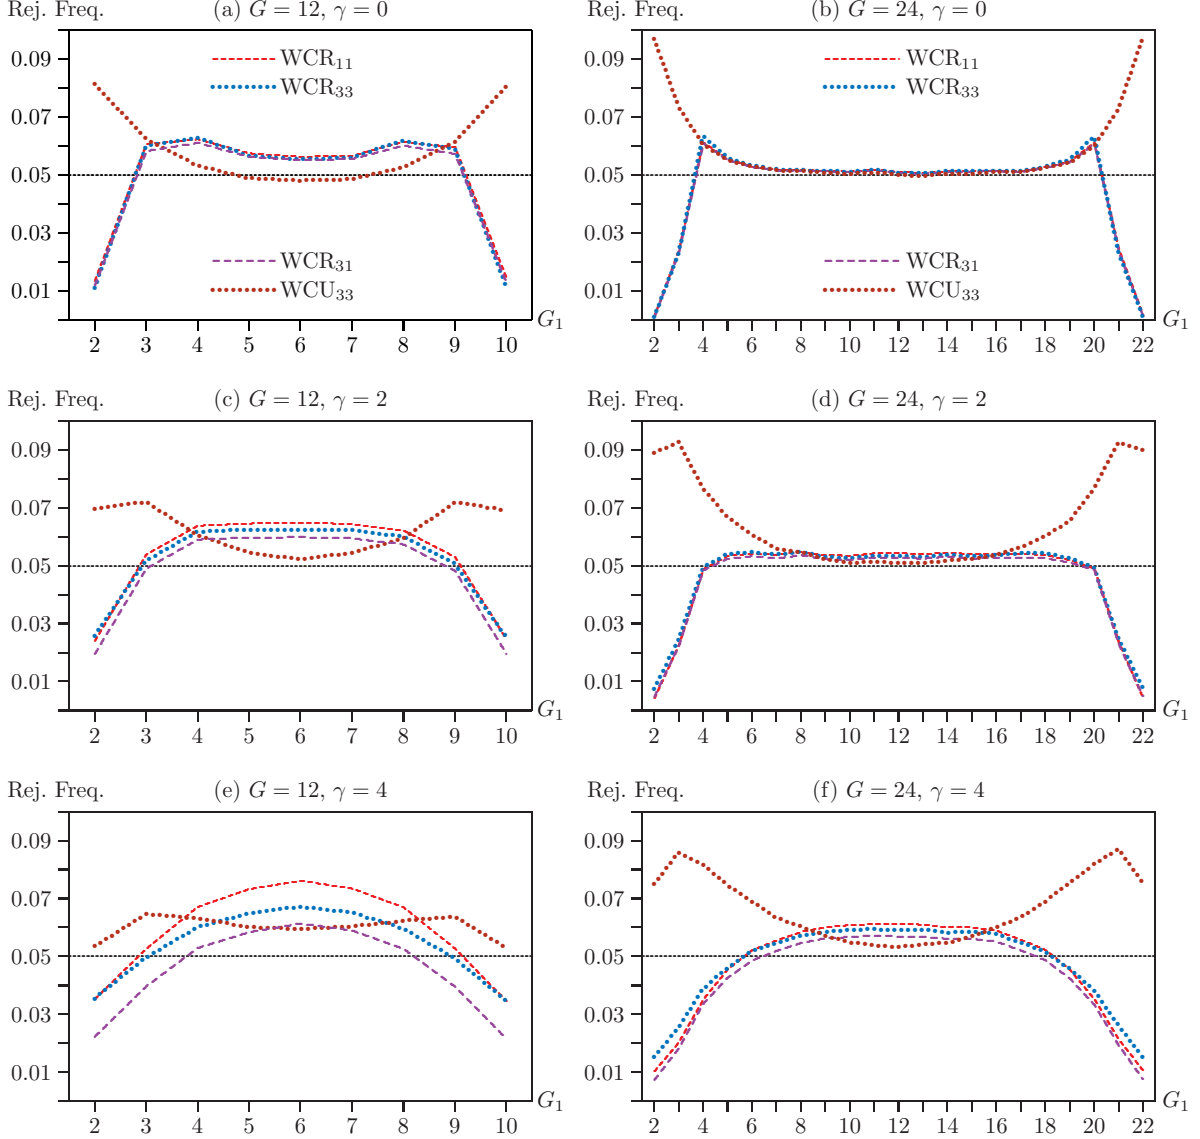 Rej. Freq.
(a) G = 12, γ = 0
0.09
0.07
0.05
0.03
0.01
WCR11
WCR33
WCR31
WCU33
G1
2 3 4 5 6 7 8 9 10
Rej. Freq.
(b) G = 24, γ = 0
0.09
0.07
0.05
0.03
0.01
WCR11
WCR33
WCR31
WCU33
G1
2 4 6 8 10 12 14 16 18 20 22
Rej. Freq.
(c) G = 12, γ = 2
0.09
0.07
0.05
0.03
0.01
G1
2 3 4 5 6 7 8 9 10
Rej. Freq.
(d) G = 24, γ = 2
0.09
0.07
0.05
0.03
0.01
G1
2 4 6 8 10 12 14 16 18 20 22
Rej. Freq.
(e) G = 12, γ = 4
0.09
0.07
0.05
0.03
0.01
G1
2 3 4 5 6 7 8 9 10
Rej. Freq.
(f) G = 24, γ = 4
0.09
0.07
0.05
0.03
0.01
G1
2 4 6 8 10 12 14 16 18 20 22